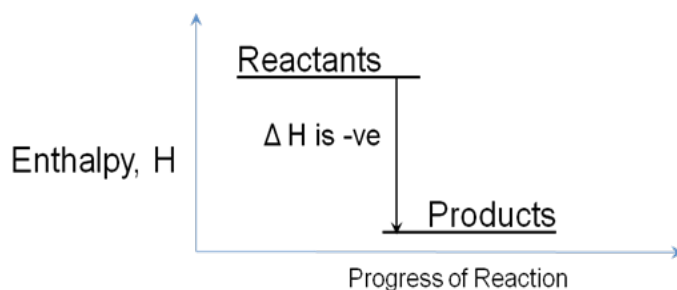 Reactants
Δ H is -ve
Enthalpy, H
Products
Progress of Reaction